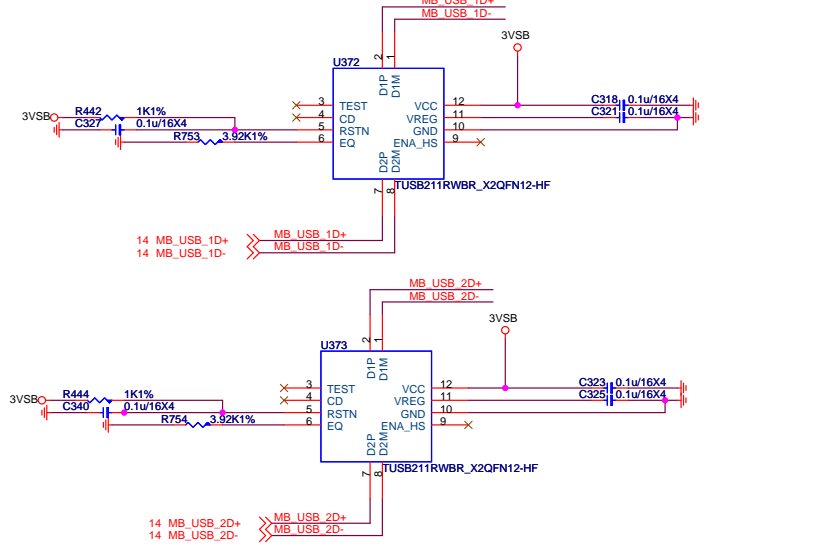 MB_USB_1D+
MB_USB_1D-
3VSB
U372
2
1
D1P
D1M
3 TEST VCC 12 C318 0.1u/16X4
3VSB R442 1K1% 4 CD VREG 11 C321 0.1u/16X4
C327 0.1u/16X4 5 RSTN GND 10
R753 3.92K1% 6 EQ ENA_HS 9
D2P
D2M
7
8
TUSB211RWBR_X2QFN12-HF
14 MB_USB_1D+ MB_USB_1D+
14 MB_USB_1D- MB_USB_1D-
MB_USB_2D+
MB_USB_2D-
3VSB
U373
2
1
D1P
D1M
3 TEST VCC 12 C323 0.1u/16X4
3VSB R444 1K1% 4 CD VREG 11 C325 0.1u/16X4
C340 0.1u/16X4 5 RSTN GND 10
R754 3.92K1% 6 EQ ENA_HS 9
D2P
D2M
7
8
TUSB211RWBR_X2QFN12-HF
14 MB_USB_2D+ MB_USB_2D+
14 MB_USB_2D- MB_USB_2D-